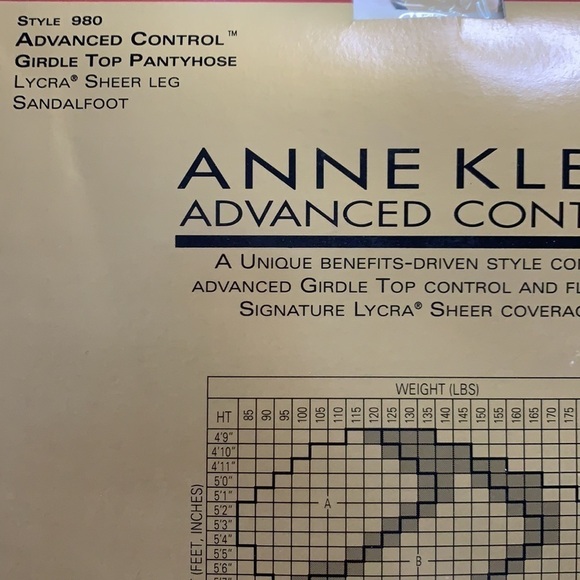 STYLE 980
ADVANCED CONTROL™
GIRDLE TOP PANTYHOSE
LYCRA® SHEER LEG
SANDALFOOT
ANNE KLE
ADVANCED CONT
A UNIQUE BENEFITS-DRIVEN STYLE CO
ADVANCED GIRDLE TOP CONTROL AND FL
SIGNATURE LYCRA® SHEER COVERAG
WEIGHT (LBS)
HT 85 90 95 100 105 110 115 120 125 130 135 140 145 150 155 160 165 170 175
4'9"
4'10"
4'11"
5'0"
5'1"
A
5'2"
5'3"
5'4"
5'5"
B
5'6"
5'7"
(FEET, INCHES)